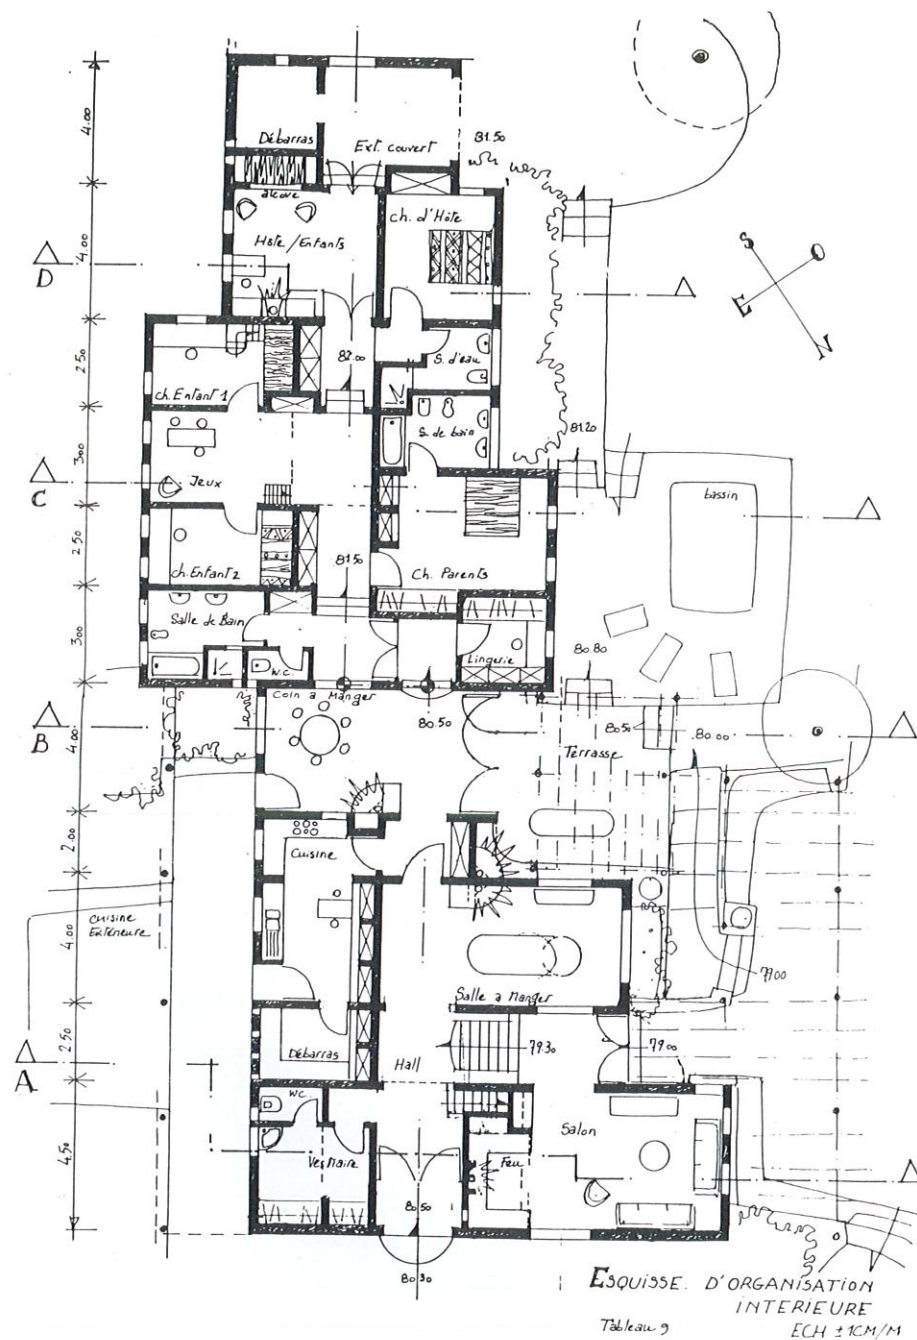 4.00
Débarras
Ext. couvert
81.50
alcove
ch. d'Hôte
Hôte/Enfants
4.00
D
S
O
E
N
2.50
82.00
S. d'eau
ch. Enfant 1
S. de bain
81.20
3.00
Jeux
C
bassin
2.50
ch. Enfant 2
81.50
Ch. Parents
Salle de Bain
3.00
W.C.
Lingerie
80.80
Coin à Manger
B
80.50
80.50
80.00
4.00
Terrasse
2.00
Cuisine
Cuisine
Extérieure
4.00
Salle à Manger
79.00
2.50
Débarras
Hall
79.30
79.00
A
W.C.
4.50
Salon
Vestiaire
Feu
80.50
80.30
ESQUISSE. D'ORGANISATION
INTERIEURE
Tableau 9
ECH ±1CM/M